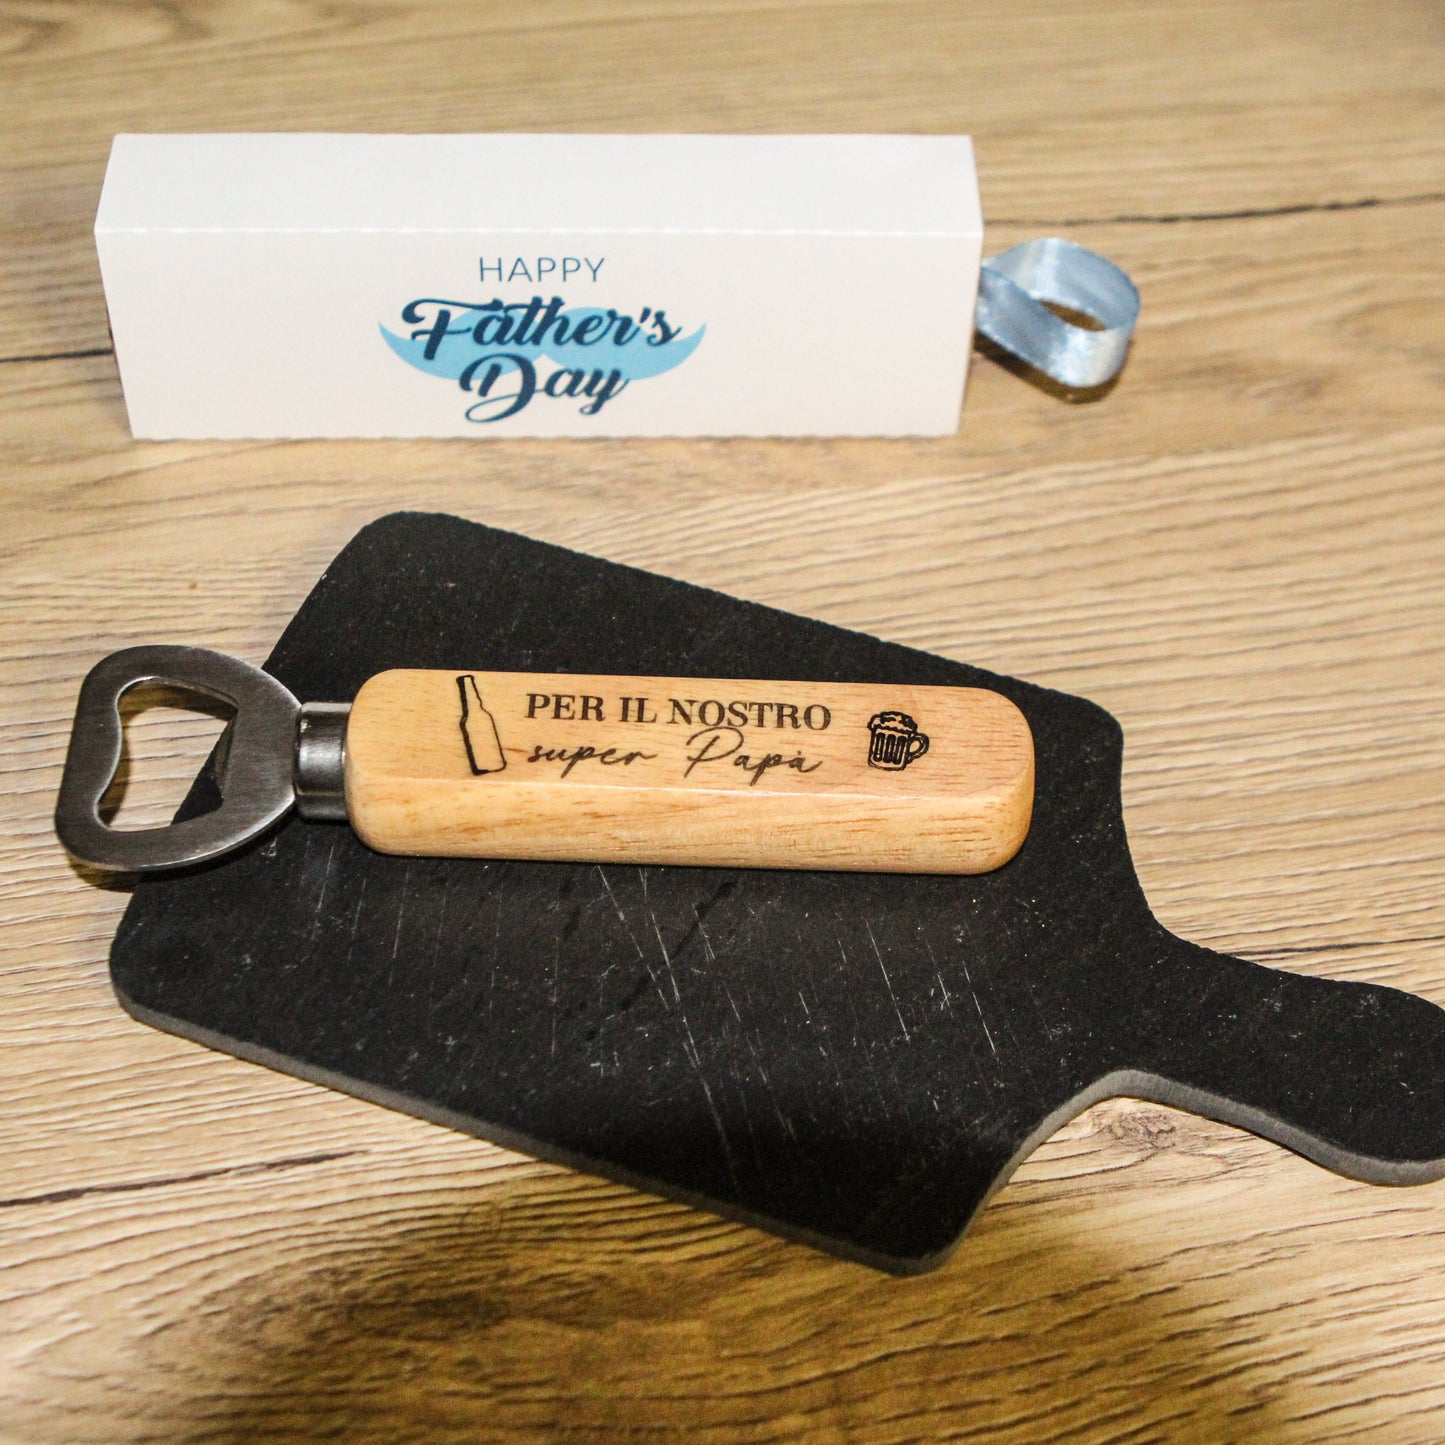 HAPPY
Father's
Day
PER IL NOSTRO
super Papà